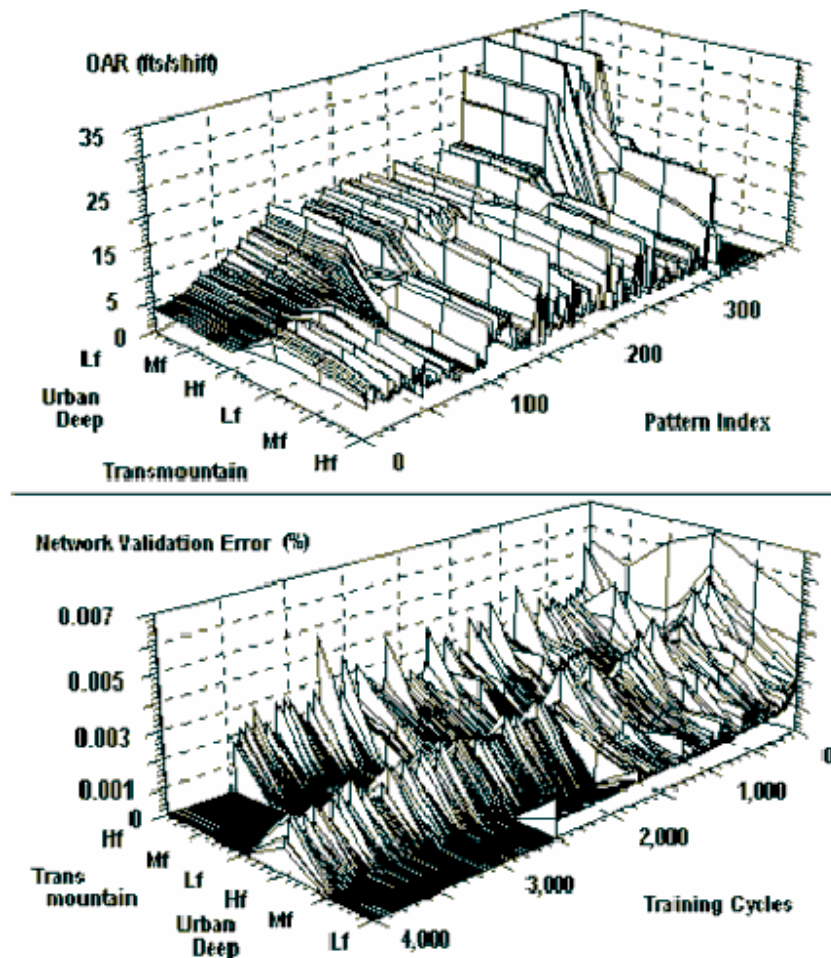 OAR (fts/shift)
35
25
15
5
0
Lf
Mf
Hf
Lf
Mf
Hf
Urban
Deep
Transmountain
0
100
200
300
Pattern Index
Network Validation Error (%)
0.007
0.005
0.003
0.001
0
Hf
Mf
Lf
Hf
Mf
Lf
Trans
mountain
Urban
Deep
4,000
3,000
2,000
1,000
0
Training Cycles